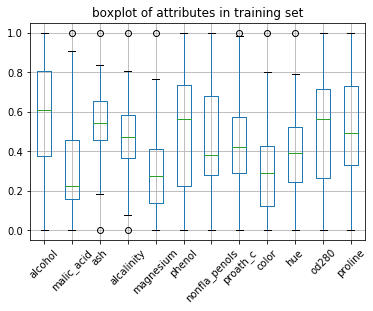 boxplot of attributes in training set
1.0
0.8
0.6
0.4
0.2
0.0
alcohol
malic_acid
ash
alcalinity
magnesium
phenol
nonfla_penols
proath_c
color
hue
od280
proline